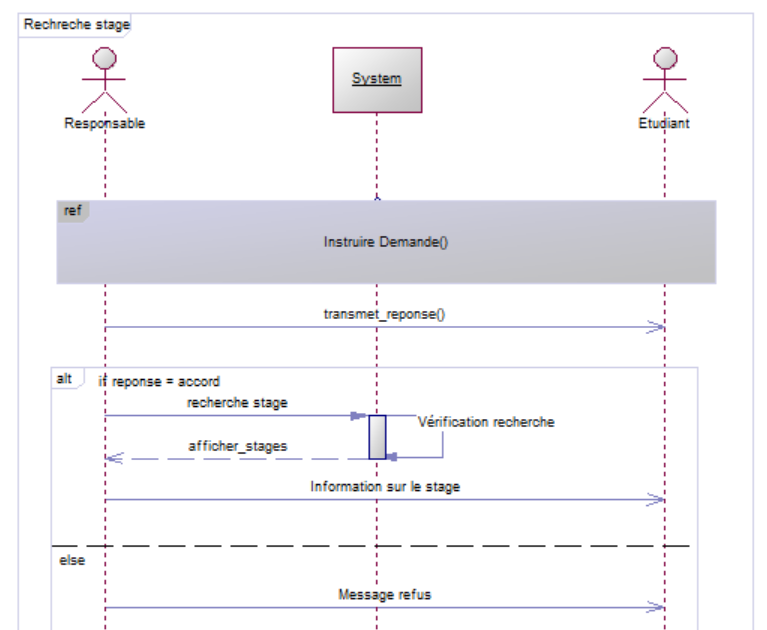 Rechreche stage
System
Responsable
Etudiant
ref
Instruire Demande()
transmet_reponse()
alt
if reponse = accord
recherche stage
Vérification recherche
afficher_stages
Information sur le stage
else
Message refus